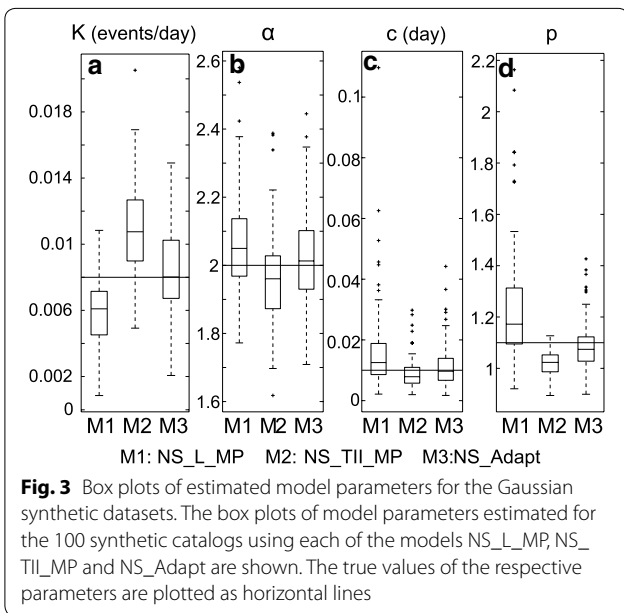 K (events/day) α c (day) p
a b c d
0.018
0.014
0.01
0.006
0.002
0
2.6
2.4
2.2
2
1.8
1.6
0.1
0.08
0.06
0.04
0.02
0
2.2
2
1.8
1.6
1.4
1.2
1
M1 M2 M3 M1 M2 M3 M1 M2 M3 M1 M2 M3
M1: NS_L_MP M2: NS_TII_MP M3:NS_Adapt
Fig. 3 Box plots of estimated model parameters for the Gaussian
synthetic datasets. The box plots of model parameters estimated for
the 100 synthetic catalogs using each of the models NS_L_MP, NS_
TII_MP and NS_Adapt are shown. The true values of the respective
parameters are plotted as horizontal lines